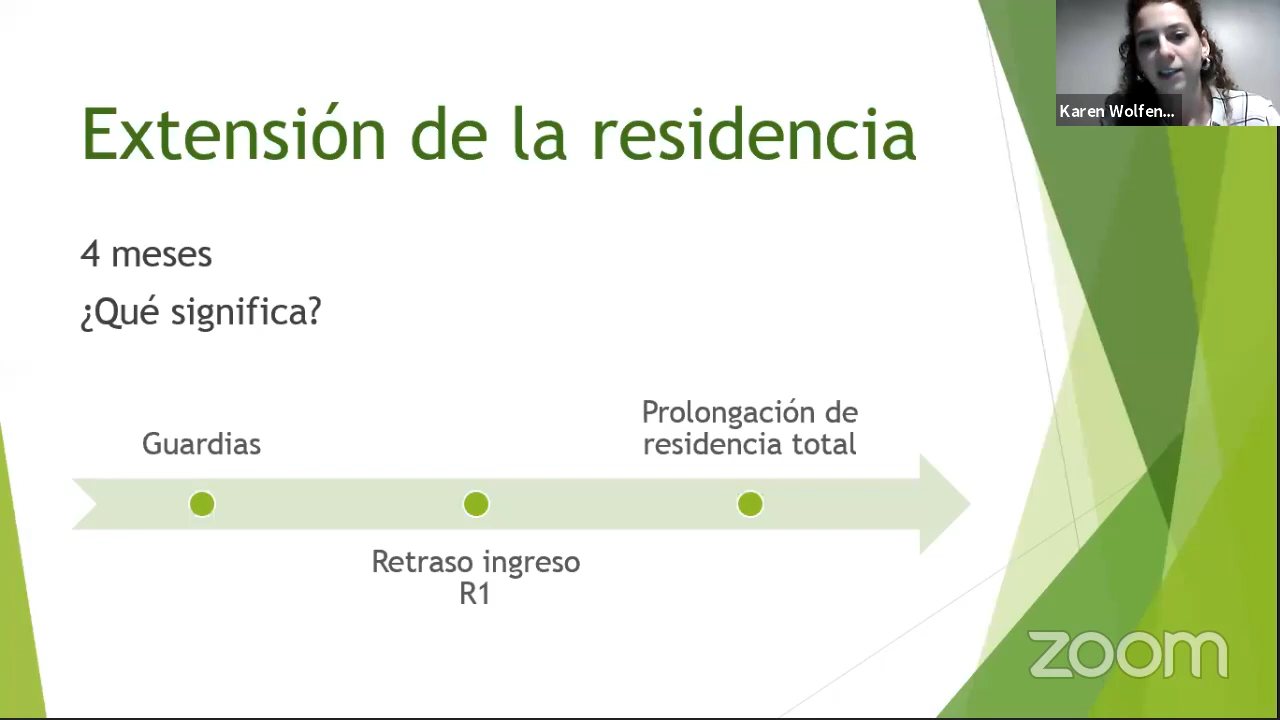 Extensión de la residencia
Karen Wolfen...
4 meses
¿Qué significa?
Guardias
Prolongación de
residencia total
Retraso ingreso
R1
zoom